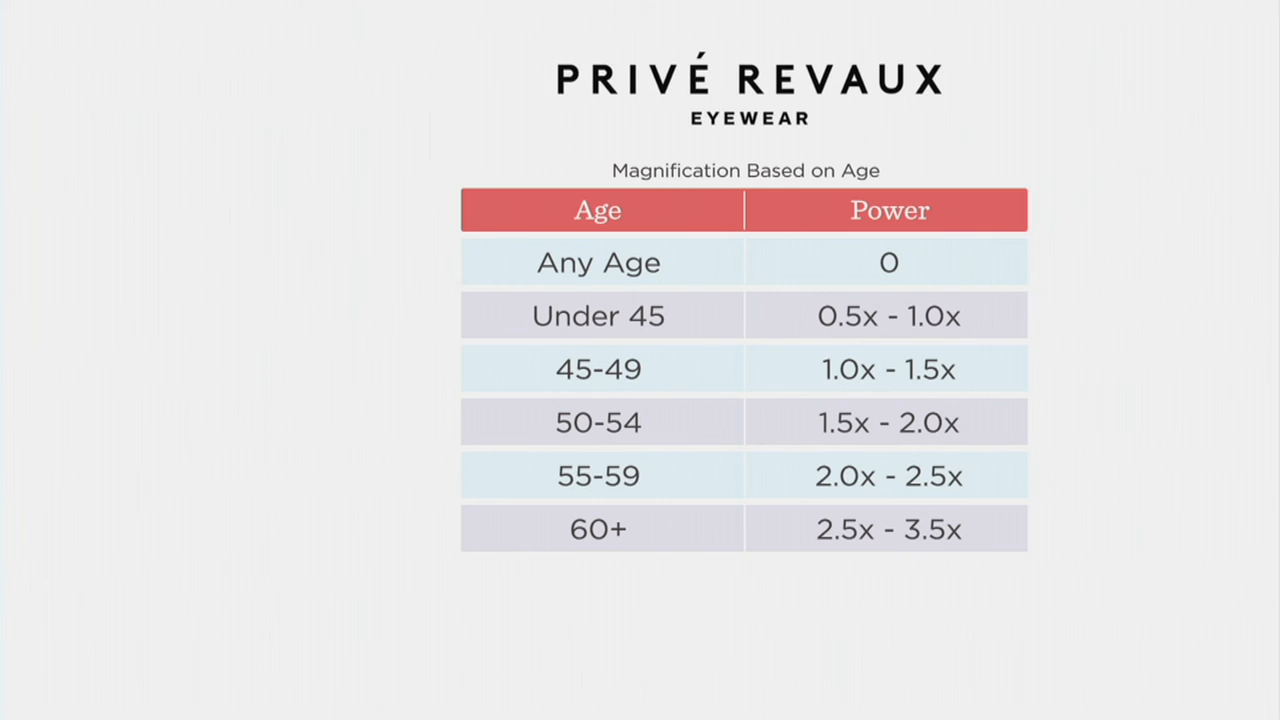 PRIVÉ REVAUX
EYEWEAR
Magnification Based on Age
Age Power
Any Age 0
Under 45 0.5x - 1.0x
45-49 1.0x - 1.5x
50-54 1.5x - 2.0x
55-59 2.0x - 2.5x
60+ 2.5x - 3.5x